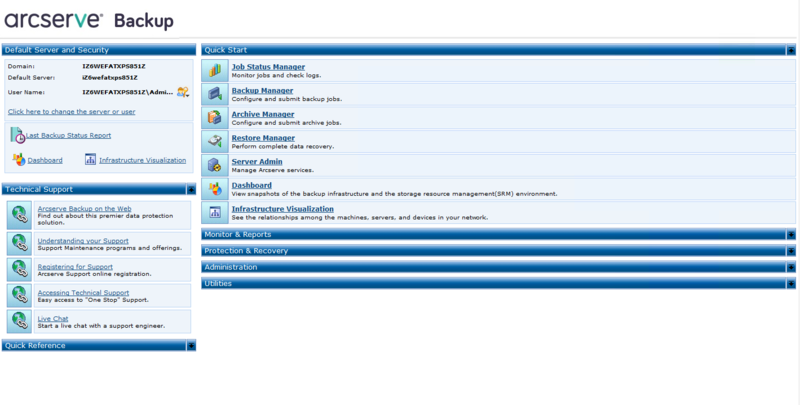 arcserve® Backup
Default Server and Security
Domain: IZ6WEFATXPS851Z
Default Server: iZ6wefatxps851Z
User Name: IZ6WEFATXPS851Z\Admi...
Click here to change the server or user
Last Backup Status Report
Dashboard Infrastructure Visualization
Technical Support
Arcserve Backup on the Web
Find out about this premier data protection
solution.
Understanding your Support
Support Maintenance programs and offerings.
Registering for Support
Arcserve Support online registration.
Accessing Technical Support
Easy access to "One Stop" Support.
Live Chat
Start a live chat with a support engineer.
Quick Reference
Quick Start
Job Status Manager
Monitor jobs and check logs.
Backup Manager
Configure and submit backup jobs.
Archive Manager
Configure and submit archive jobs.
Restore Manager
Perform complete data recovery.
Server Admin
Manage Arcserve services.
Dashboard
View snapshots of the backup infrastructure and the storage resource management(SRM) environment.
Infrastructure Visualization
See the relationships among the machines, servers, and devices in your network.
Monitor & Reports
Protection & Recovery
Administration
Utilities